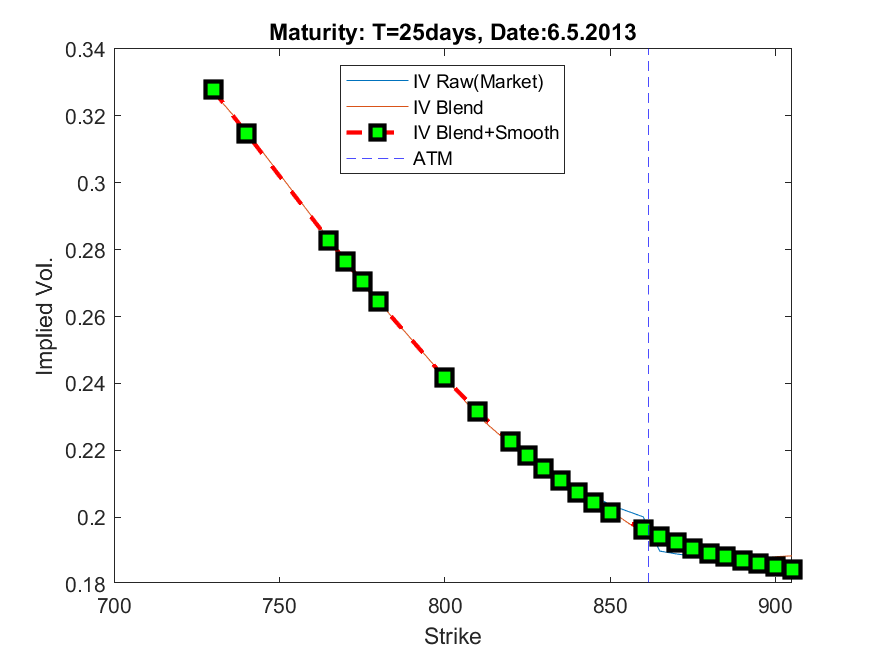 Maturity: T=25days, Date:6.5.2013
0.34
0.32
0.3
0.28
0.26
0.24
0.22
0.2
0.18
Implied Vol.
IV Raw(Market)
IV Blend
IV Blend+Smooth
ATM
700 750 800 850 900
Strike